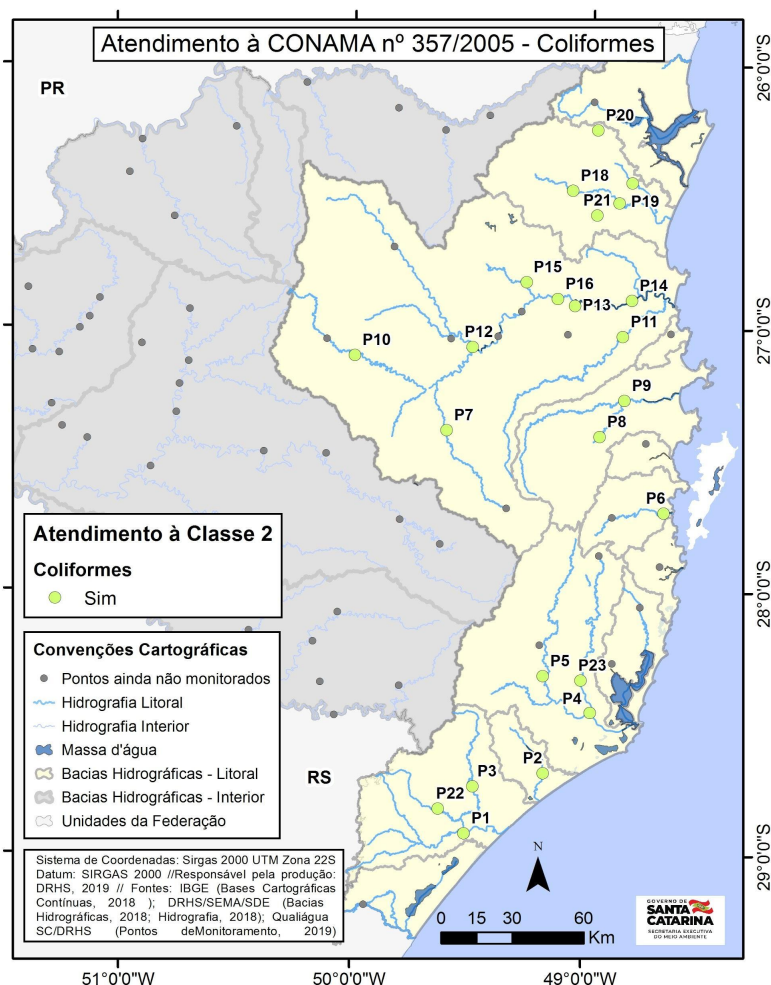 Atendimento à CONAMA nº 357/2005 - Coliformes
PR
26°0'0"S
P20
P18
P19
P21
P15
P16
P14
P13
27°0'0"S
P12
P11
P10
P9
P7
P8
P6
28°0'0"S
P5
P23
P4
P3
P2
P22
P1
RS
29°0'0"S
Atendimento à Classe 2
Coliformes
Sim
Convenções Cartográficas
Pontos ainda não monitorados
Hidrografia Litoral
Hidrografia Interior
Massa d'água
Bacias Hidrográficas - Litoral
Bacias Hidrográficas - Interior
Unidades da Federação
Sistema de Coordenadas: Sirgas 2000 UTM Zona 22S
Datum: SIRGAS 2000 //Responsável pela produção:
DRHS, 2019 // Fontes: IBGE (Bases Cartográficas
Contínuas, 2018 ); DRHS/SEMA/SDE (Bacias
Hidrográficas, 2018; Hidrografia, 2018); Qualiágua
SC/DRHS (Pontos deMonitoramento, 2019)
N
0 15 30 60
Km
GOVERNO DE
SANTA
CATARINA
SECRETARIA EXECUTIVA
DO MEIO AMBIENTE
51°0'0"W
50°0'0"W
49°0'0"W